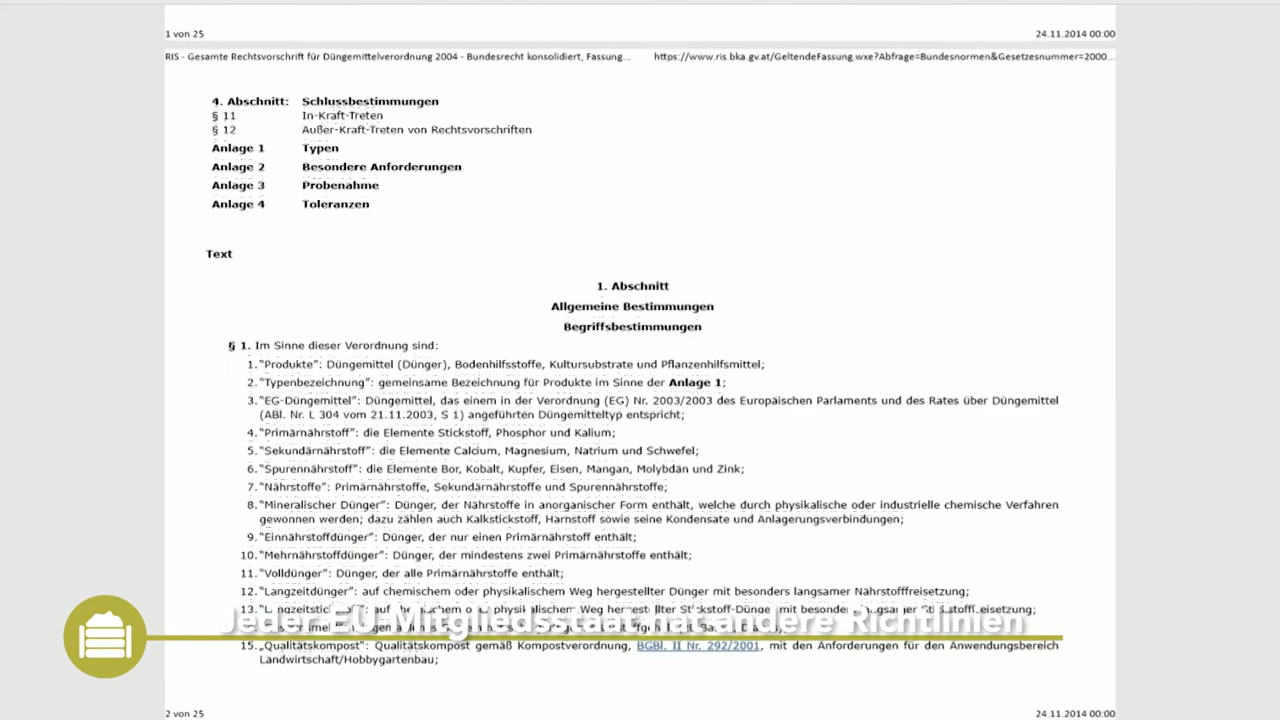 1 von 25 24.11.2014 00:00
RIS - Gesamte Rechtsvorschrift für Düngemittelverordnung 2004 - Bundesrecht konsolidiert, Fassung... https://www.ris.bka.gv.at/GeltendeFassung.wxe?Abfrage=Bundesnormen&Gesetzesnummer=2000...
4. Abschnitt: Schlussbestimmungen
§ 11 In-Kraft-Treten
§ 12 Außer-Kraft-Treten von Rechtsvorschriften
Anlage 1 Typen
Anlage 2 Besondere Anforderungen
Anlage 3 Probenahme
Anlage 4 Toleranzen
Text
1. Abschnitt
Allgemeine Bestimmungen
Begriffsbestimmungen
§ 1. Im Sinne dieser Verordnung sind:
1. "Produkte": Düngemittel (Dünger), Bodenhilfsstoffe, Kultursubstrate und Pflanzenhilfsmittel;
2. "Typenbezeichnung": gemeinsame Bezeichnung für Produkte im Sinne der Anlage 1;
3. "EG-Düngemittel": Düngemittel, das einem in der Verordnung (EG) Nr. 2003/2003 des Europäischen Parlaments und des Rates über Düngemittel
(ABl. Nr. L 304 vom 21.11.2003, S 1) angeführten Düngemitteltyp entspricht;
4. "Primärnährstoff": die Elemente Stickstoff, Phosphor und Kalium;
5. "Sekundärnährstoff": die Elemente Calcium, Magnesium, Natrium und Schwefel;
6. "Spurennährstoff": die Elemente Bor, Kobalt, Kupfer, Eisen, Mangan, Molybdän und Zink;
7. "Nährstoffe": Primärnährstoffe, Sekundärnährstoffe und Spurennährstoffe;
8. "Mineralischer Dünger": Dünger, der Nährstoffe in anorganischer Form enthält, welche durch physikalische oder industrielle chemische Verfahren
gewonnen werden; dazu zählen auch Kalkstickstoff, Harnstoff sowie seine Kondensate und Anlagerungsverbindungen;
9. "Einnährstoffdünger": Dünger, der nur einen Primärnährstoff enthält;
10. "Mehrnährstoffdünger": Dünger, der mindestens zwei Primärnährstoffe enthält;
11. "Volldünger": Dünger, der alle Primärnährstoffe enthält;
12. "Langzeitdünger": auf chemischem oder physikalischem Weg hergestellter Dünger mit besonders langsamer Nährstofffreisetzung;
13. auf chemischem oder physikalischem Weg hergestellter Stickstoff-Dünger mit besonders langsamer Stickstofffreisetzung;
Jeder EU-Mitgliedsstaat hat andere Richtlinien
15. „Qualitätskompost": Qualitätskompost gemäß Kompostverordnung, BGBl. II Nr. 292/2001, mit den Anforderungen für den Anwendungsbereich
Landwirtschaft/Hobbygartenbau;
2 von 25 24.11.2014 00:00